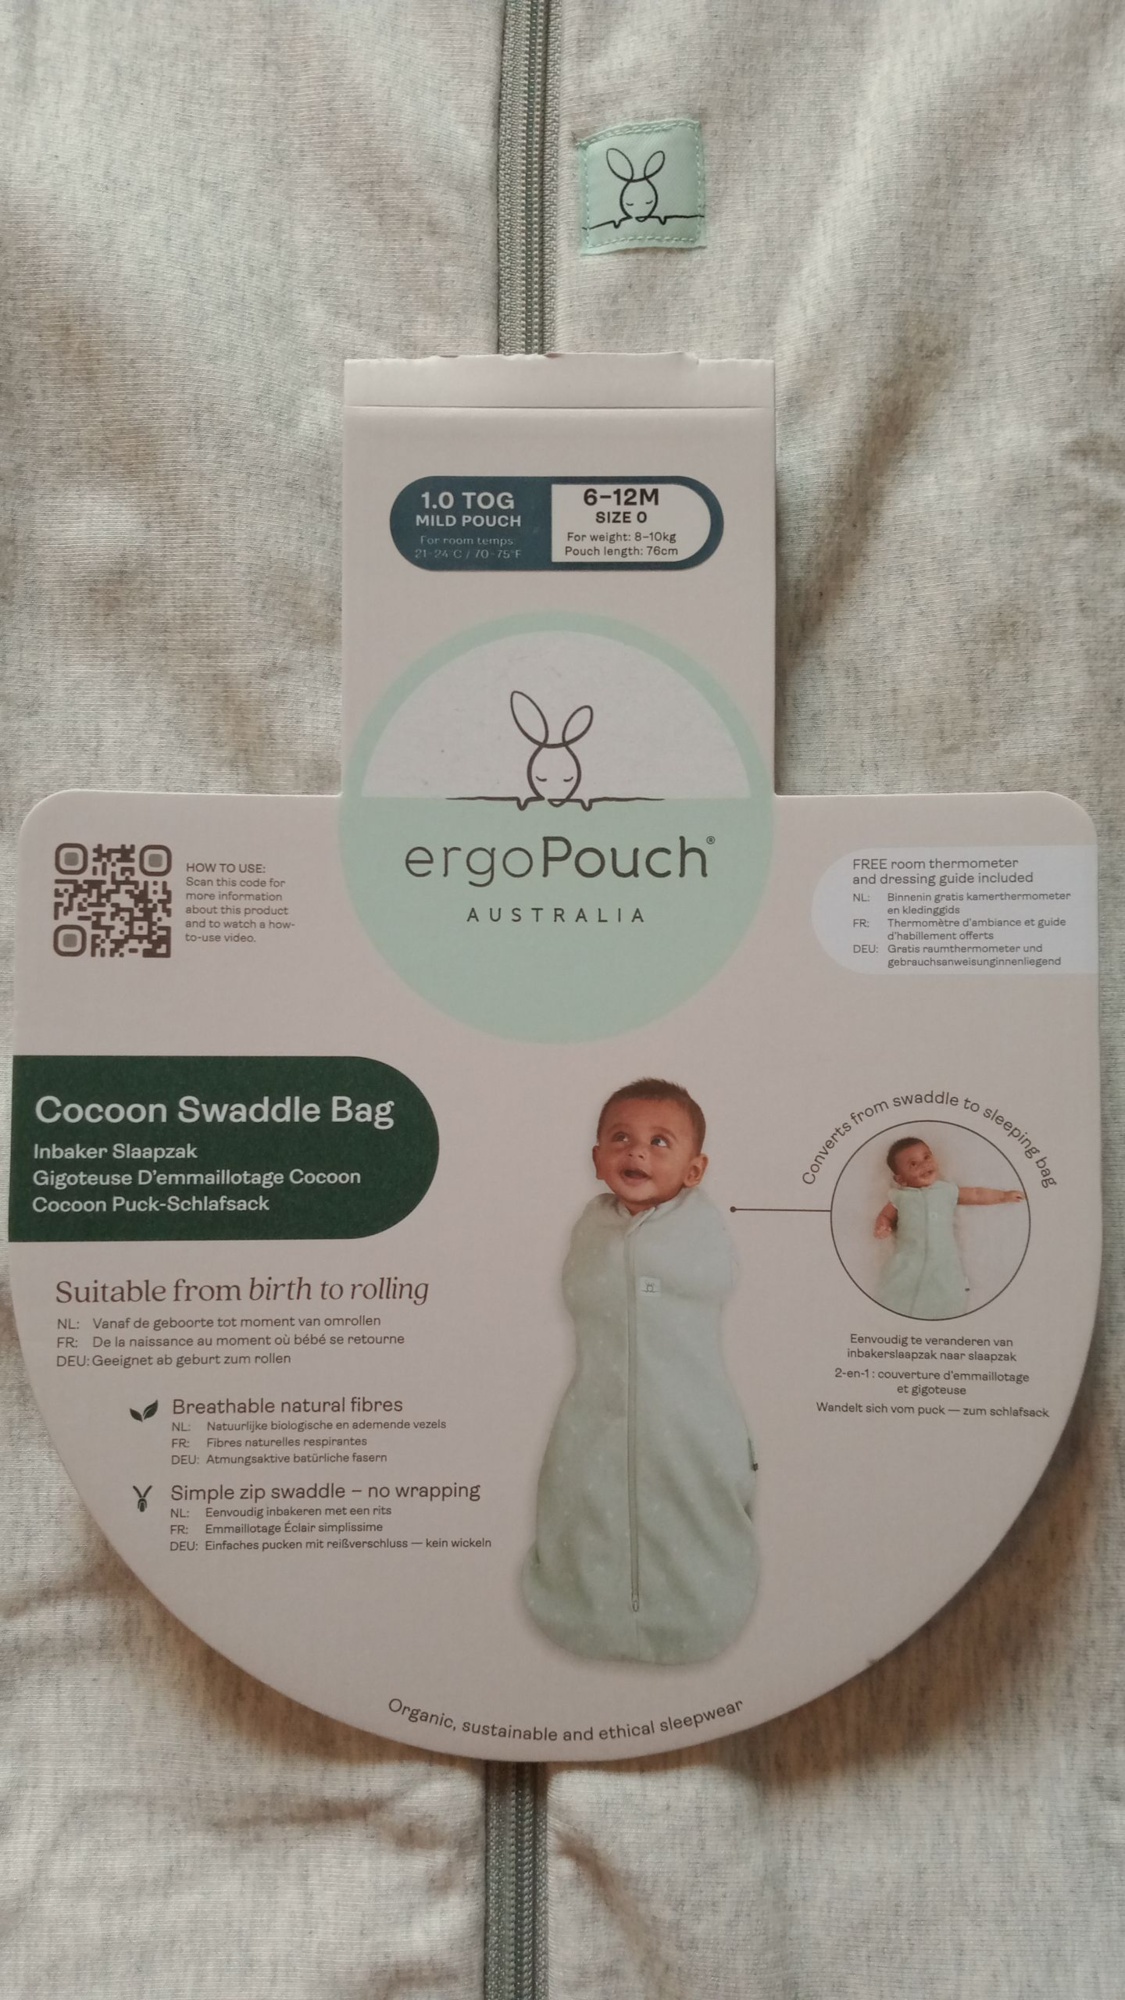 1.0 TOG
MILD POUCH
For room temps:
21-24°C / 70-75°F
6–12M
SIZE 0
For weight: 8–10kg
Pouch length: 76cm
ergoPouch®
AUSTRALIA
HOW TO USE:
Scan this code for
more information
about this product
and to watch a how-
to-use video.
FREE room thermometer
and dressing guide included
NL: Binnenin gratis kamerthermometer
en kledinggids
FR: Thermomètre d'ambiance et guide
d'habillement offerts
DEU: Gratis raumthermometer und
gebrauchsanweisunginnenliegend
Cocoon Swaddle Bag
Inbaker Slaapzak
Gigoteuse D'emmaillotage Cocoon
Cocoon Puck-Schlafsack
Suitable from birth to rolling
NL: Vanaf de geboorte tot moment van omrollen
FR: De la naissance au moment où bébé se retourne
DEU: Geeignet ab geburt zum rollen
Breathable natural fibres
NL: Natuurlijke biologische en ademende vezels
FR: Fibres naturelles respirantes
DEU: Atmungsaktive batürliche fasern
Simple zip swaddle – no wrapping
NL: Eenvoudig inbakeren met een rits
FR: Emmaillotage Éclair simplissime
DEU: Einfaches pucken mit reißverschluss — kein wickeln
Converts from swaddle to sleeping bag
Eenvoudig te veranderen van
inbakerslaapzak naar slaapzak
2-en-1 : couverture d'emmaillotage
et gigoteuse
Wandelt sich vom puck — zum schlafsack
Organic, sustainable and ethical sleepwear